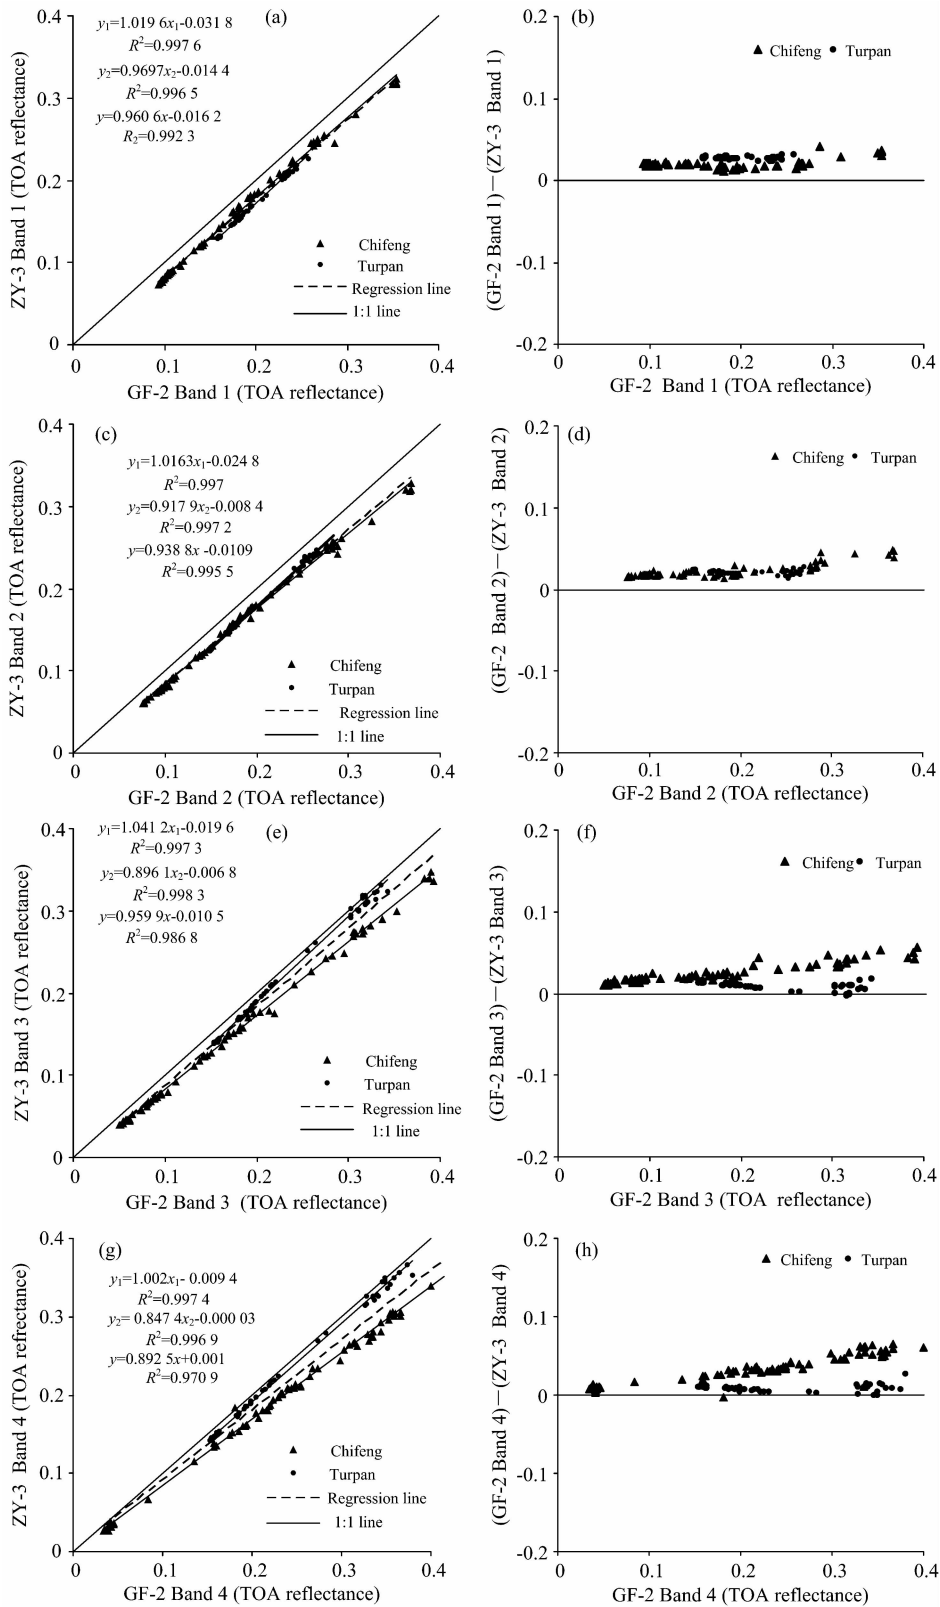 (a)
y₁=1.019 6x₁-0.031 8
R²=0.997 6
y₂=0.9697x₂-0.014 4
R²=0.996 5
y=0.960 6x-0.016 2
R₂=0.992 3
ZY-3 Band 1 (TOA reflectance)
0.4
0.3
0.2
0.1
0
Chifeng
Turpan
Regression line
1:1 line
0 0.1 0.2 0.3 0.4
GF-2 Band 1 (TOA reflectance)
(b)
Chifeng Turpan
(GF-2 Band 1)−(ZY-3 Band 1)
0.2
0.1
0
-0.1
-0.2
0 0.1 0.2 0.3 0.4
GF-2 Band 1 (TOA reflectance)
(c)
y₁=1.0163x₁-0.024 8
R²=0.997
y₂=0.917 9x₂-0.008 4
R²=0.997 2
y=0.938 8x -0.0109
R²=0.995 5
ZY-3 Band 2 (TOA reflectance)
0.4
0.3
0.2
0.1
0
Chifeng
Turpan
Regression line
1:1 line
0 0.1 0.2 0.3 0.4
GF-2 Band 2 (TOA reflectance)
(d)
Chifeng Turpan
(GF-2 Band 2)−(ZY-3 Band 2)
0.2
0.1
0
-0.1
-0.2
0 0.1 0.2 0.3 0.4
GF-2 Band 2 (TOA reflectance)
(e)
y₁=1.041 2x₁-0.019 6
R²=0.997 3
y₂=0.896 1x₂-0.006 8
R²=0.998 3
y=0.959 9x-0.010 5
R²=0.986 8
ZY-3 Band 3 (TOA reflectance)
0.4
0.3
0.2
0.1
0
Chifeng
Turpan
Regression line
1:1 line
0 0.1 0.2 0.3 0.4
GF-2 Band 3 (TOA reflectance)
(f)
Chifeng Turpan
(GF-2 Band 3)−(ZY-3 Band 3)
0.2
0.1
0
-0.1
-0.2
0 0.1 0.2 0.3 0.4
GF-2 Band 3 (TOA reflectance)
(g)
y₁=1.002x₁- 0.009 4
R²=0.997 4
y₂= 0.847 4x₂-0.000 03
R²=0.996 9
y=0.892 5x+0.001
R²=0.970 9
ZY-3 Band 4 (TOA refrectance)
0.4
0.3
0.2
0.1
0
Chifeng
Turpan
Regression line
1:1 line
0 0.1 0.2 0.3 0.4
GF-2 Band 4 (TOA reflectance)
(h)
Chifeng Turpan
(GF-2 Band 4)−(ZY-3 Band 4)
0.2
0.1
0
-0.1
-0.2
0 0.1 0.2 0.3 0.4
GF-2 Band 4 (TOA reflectance)